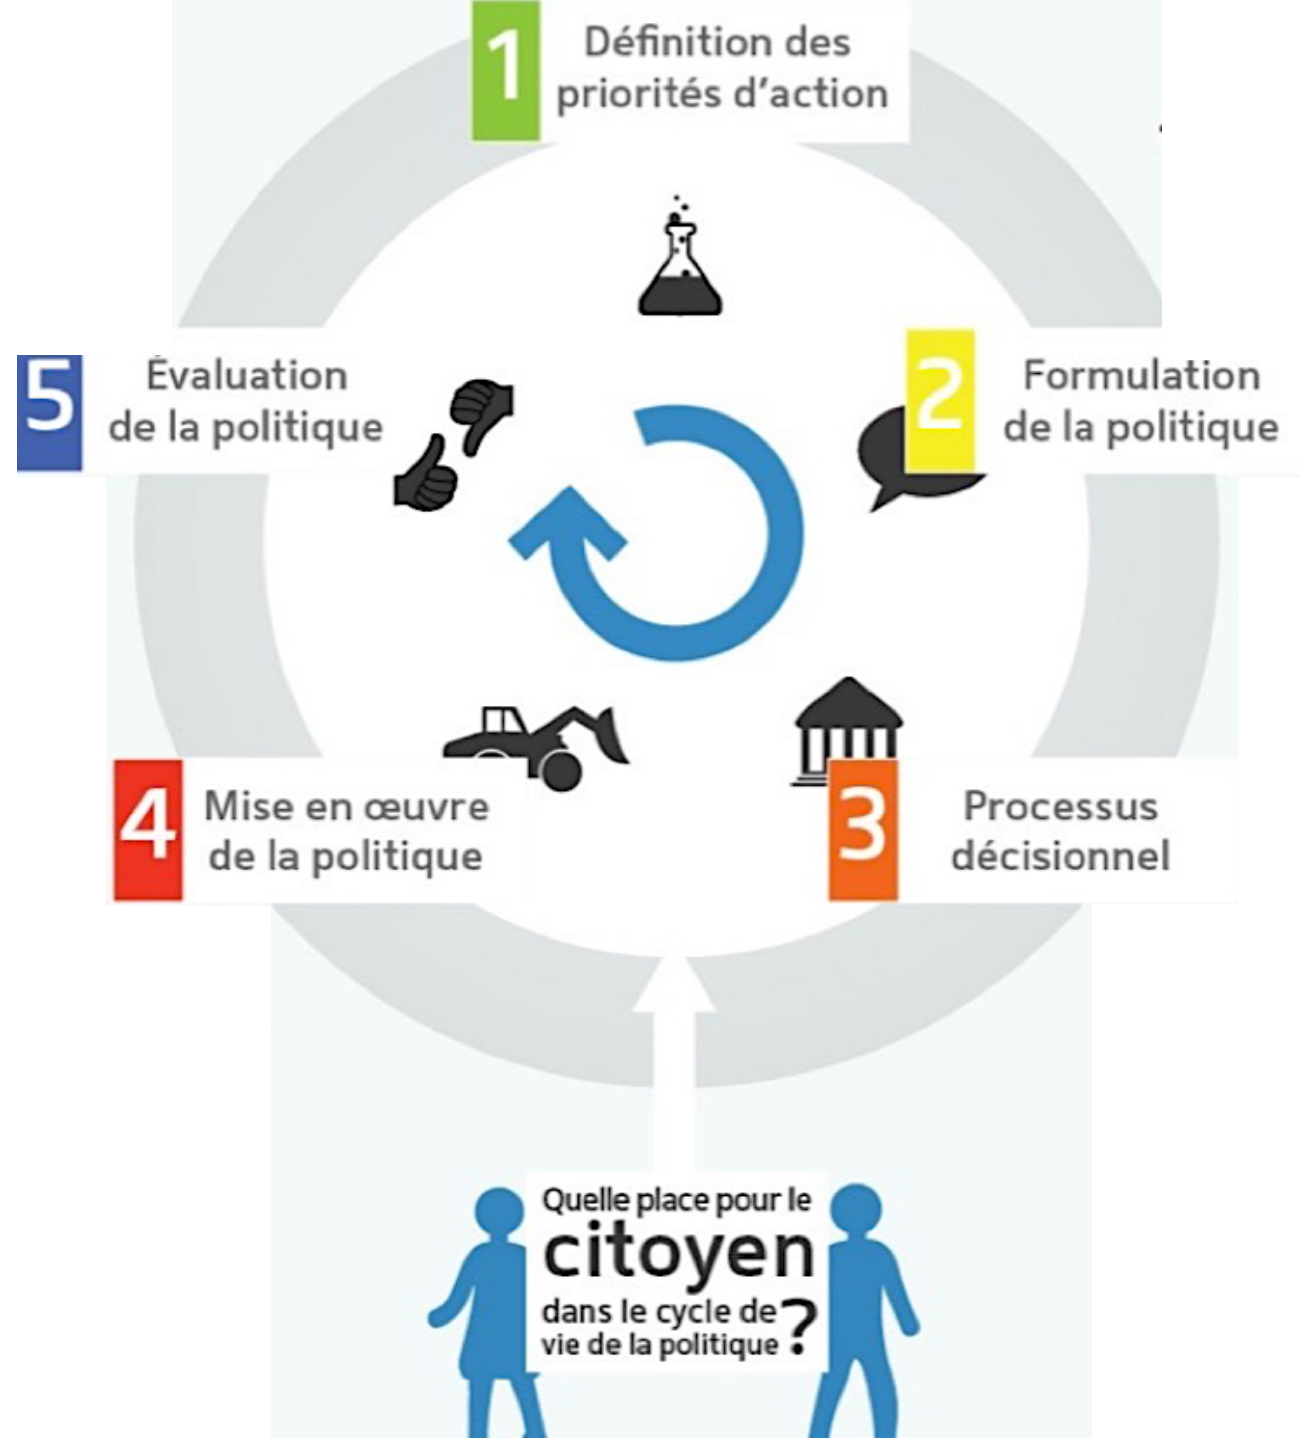 1
Définition des
priorités d'action
2
Formulation
de la politique
3
Processus
décisionnel
4
Mise en œuvre
de la politique
5
Évaluation
de la politique
Quelle place pour le
citoyen
dans le cycle de
vie de la politique ?